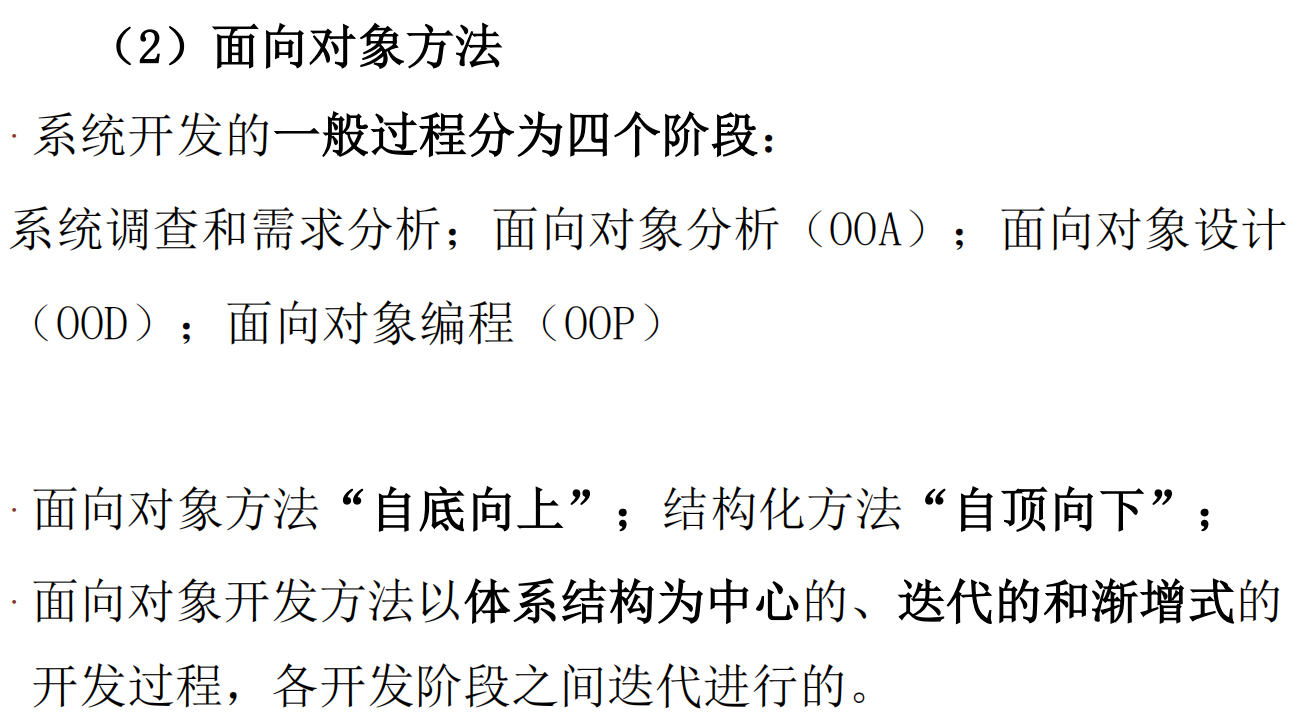 （2）面向对象方法
· 系统开发的一般过程分为四个阶段：
系统调查和需求分析；面向对象分析（OOA）；面向对象设计
（OOD）；面向对象编程（OOP）
· 面向对象方法“自底向上”；结构化方法“自顶向下”；
· 面向对象开发方法以体系结构为中心的、迭代的和渐增式的
开发过程，各开发阶段之间迭代进行的。